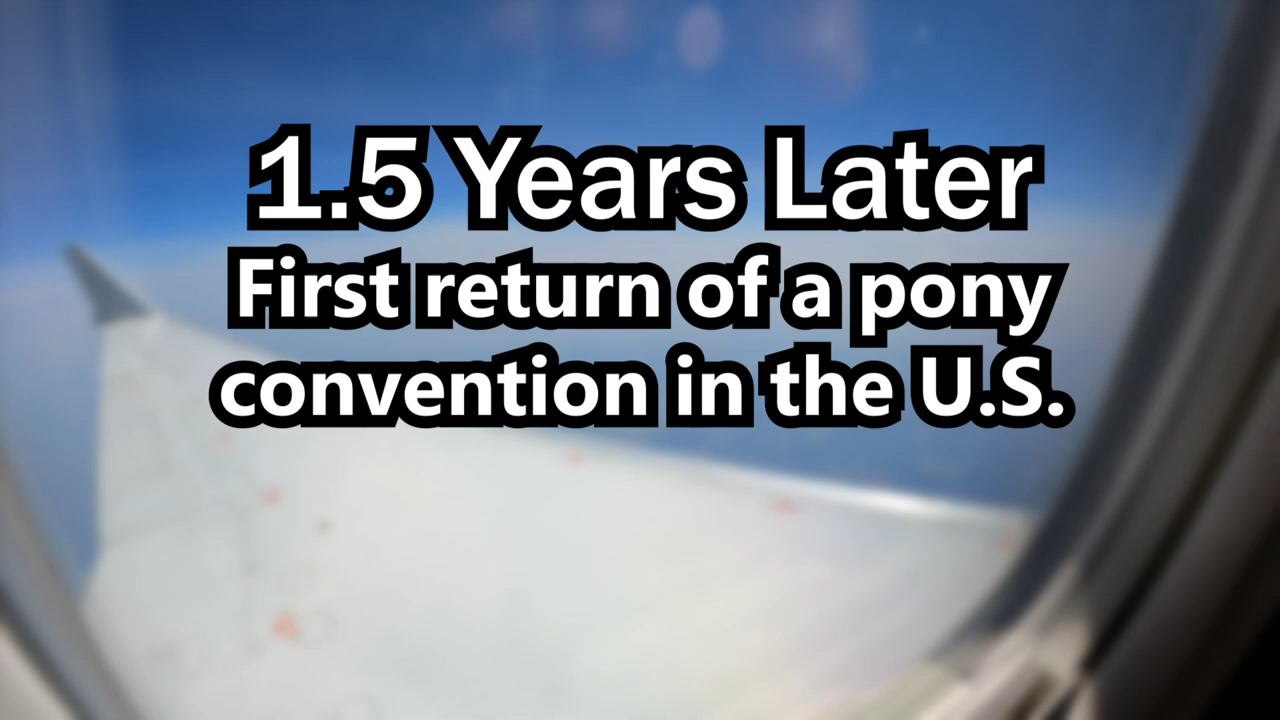 1.5 Years Later
First return of a pony
convention in the U.S.